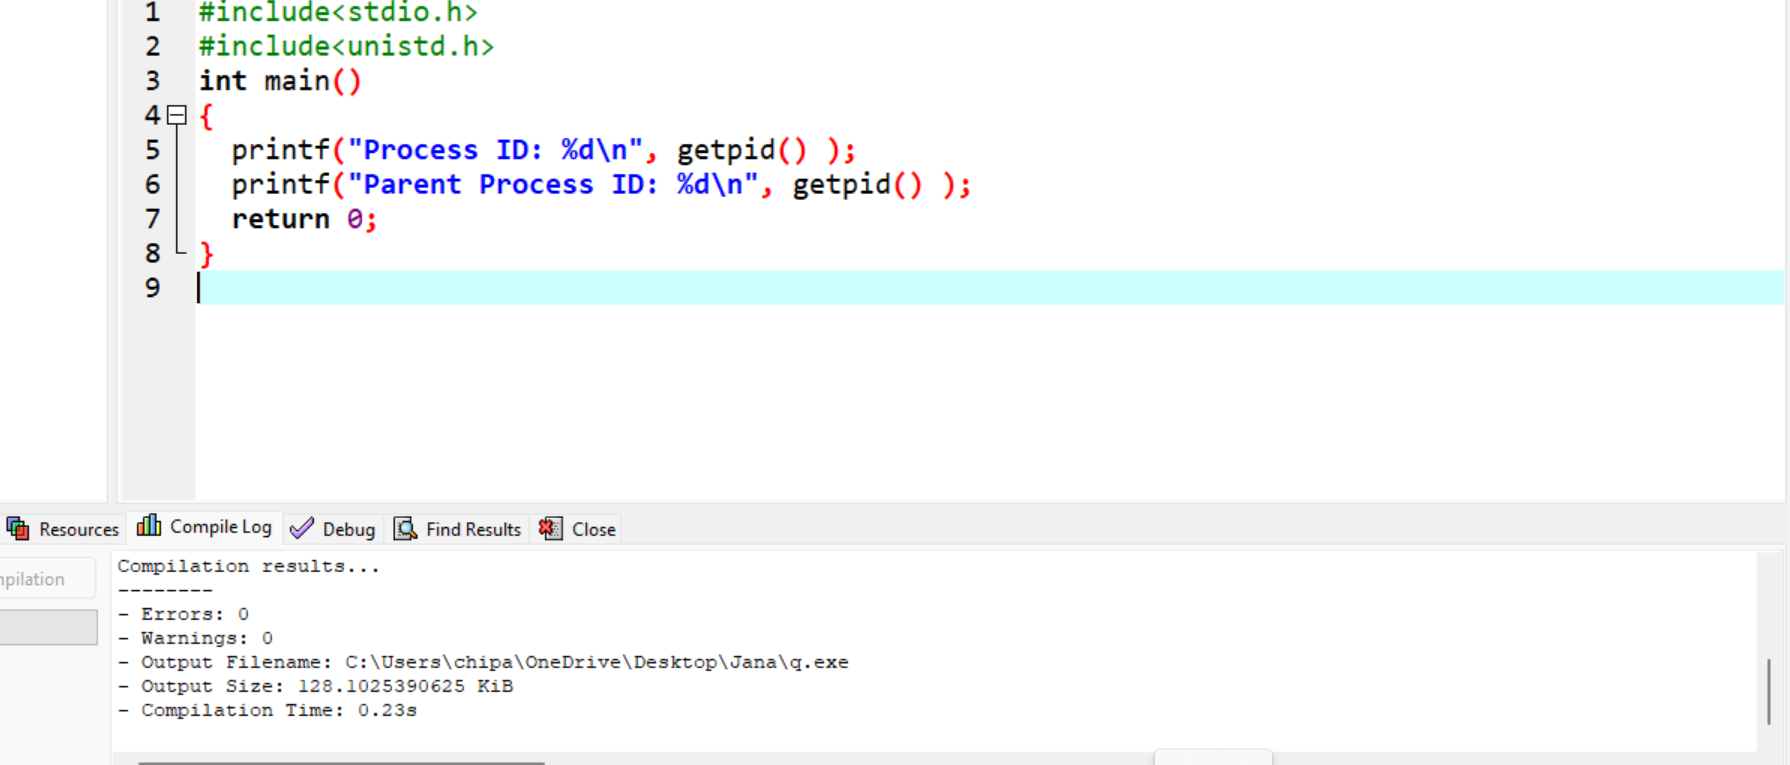 1 #include<stdio.h>
2 #include<unistd.h>
3 int main()
4 {
5 printf("Process ID: %d\n", getpid() );
6 printf("Parent Process ID: %d\n", getpid() );
7 return 0;
8 }
9
Resources Compile Log Debug Find Results Close
mpilation
Compilation results...
--------
- Errors: 0
- Warnings: 0
- Output Filename: C:\Users\chipa\OneDrive\Desktop\Jana\q.exe
- Output Size: 128.1025390625 KiB
- Compilation Time: 0.23s